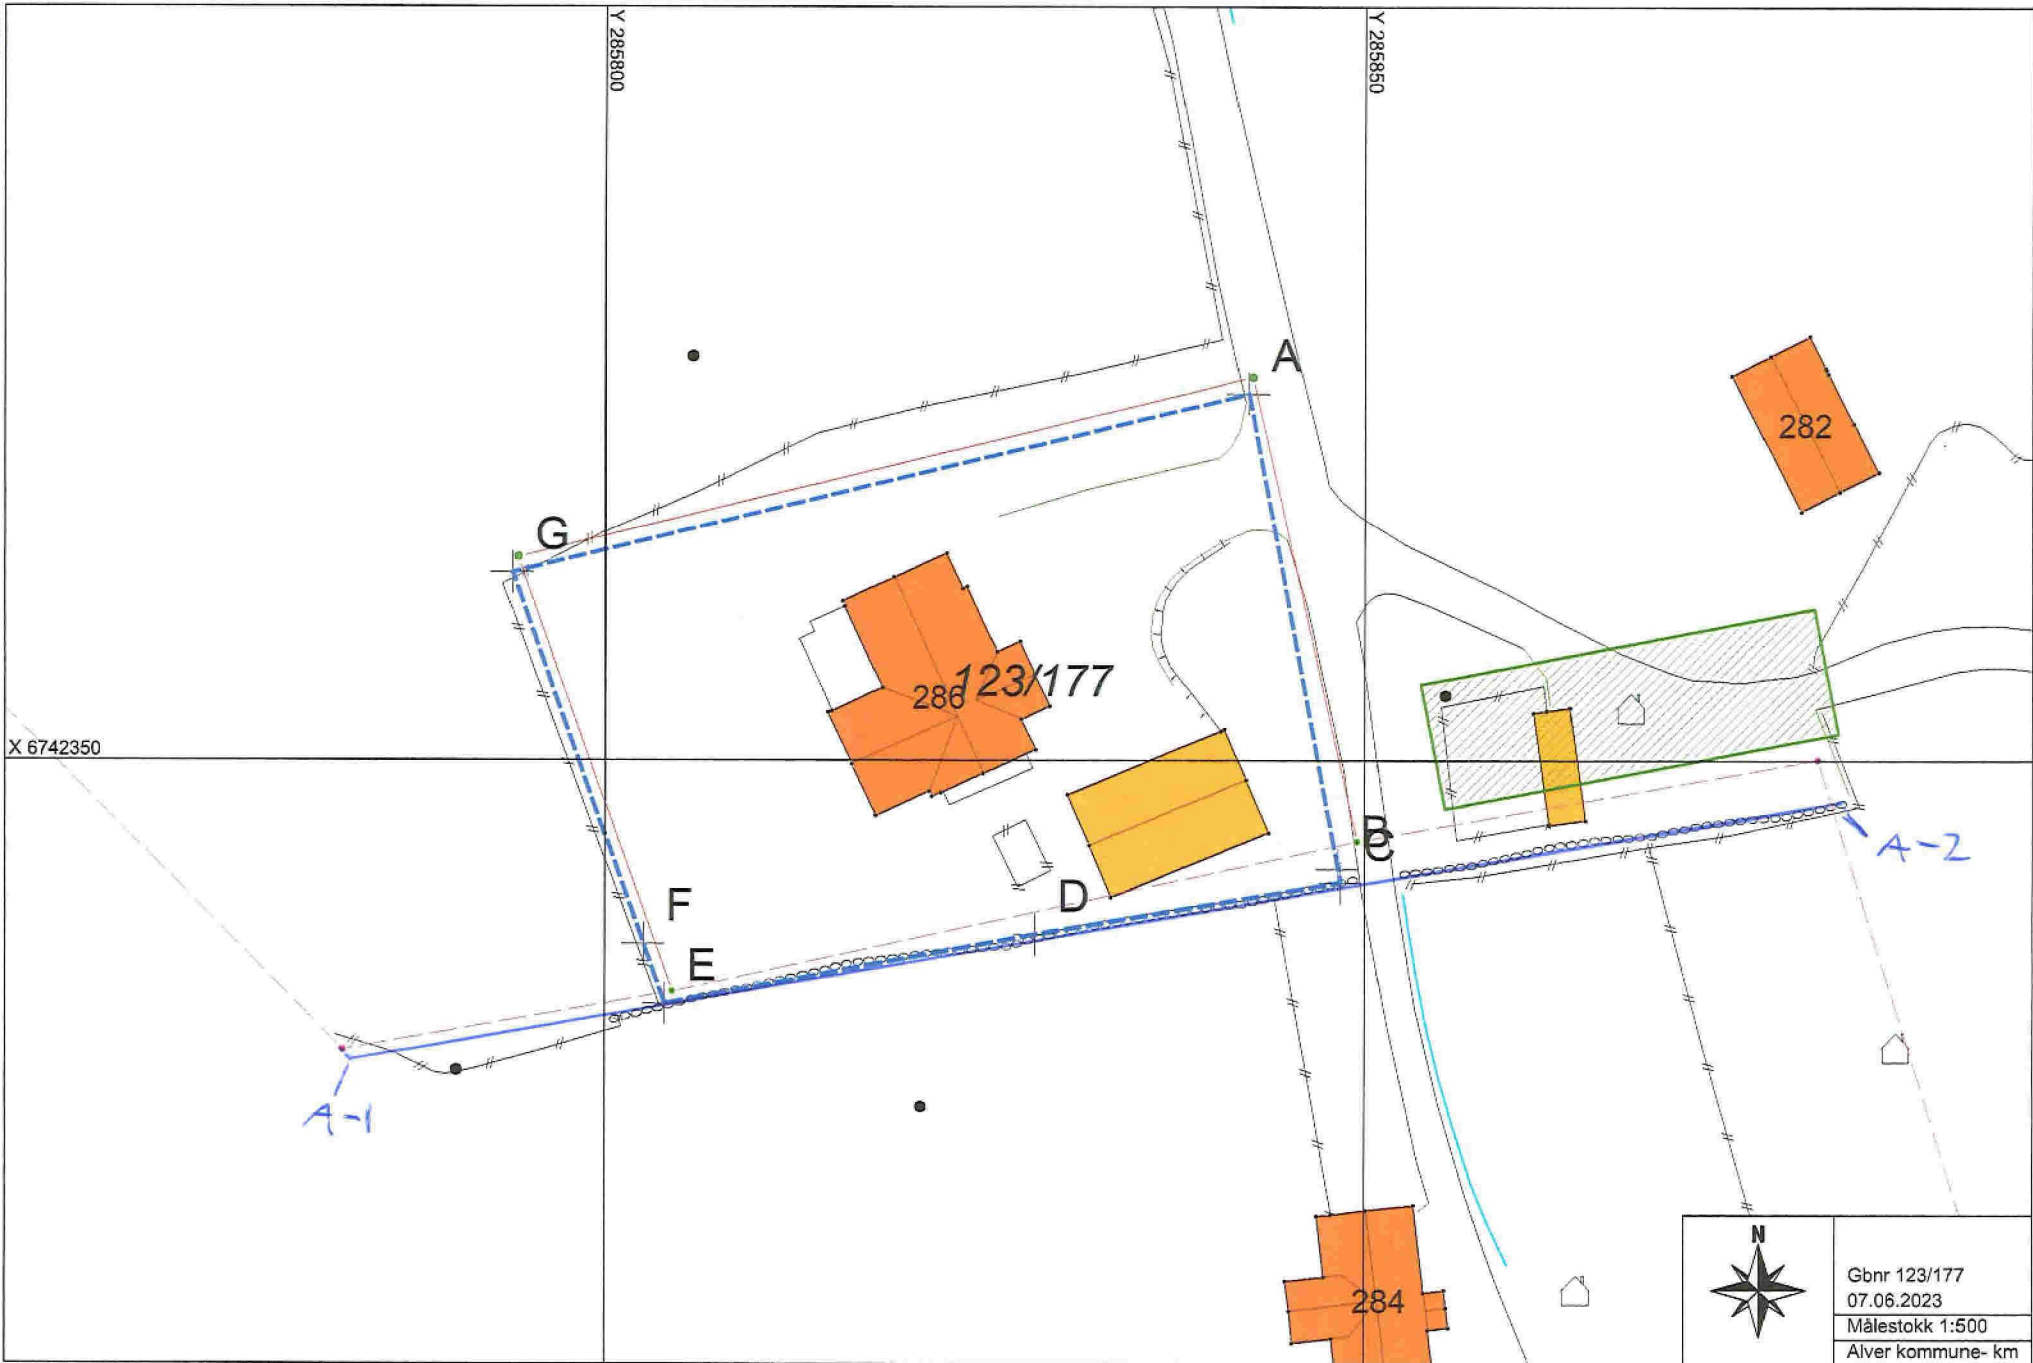 Y 285800
Y 285850
A
282
G
286
123/177
X 6742350
B
C
A-2
D
F
E
A-1
284
N
Gbnr 123/177
07.06.2023
Målestokk 1:500
Alver kommune- km